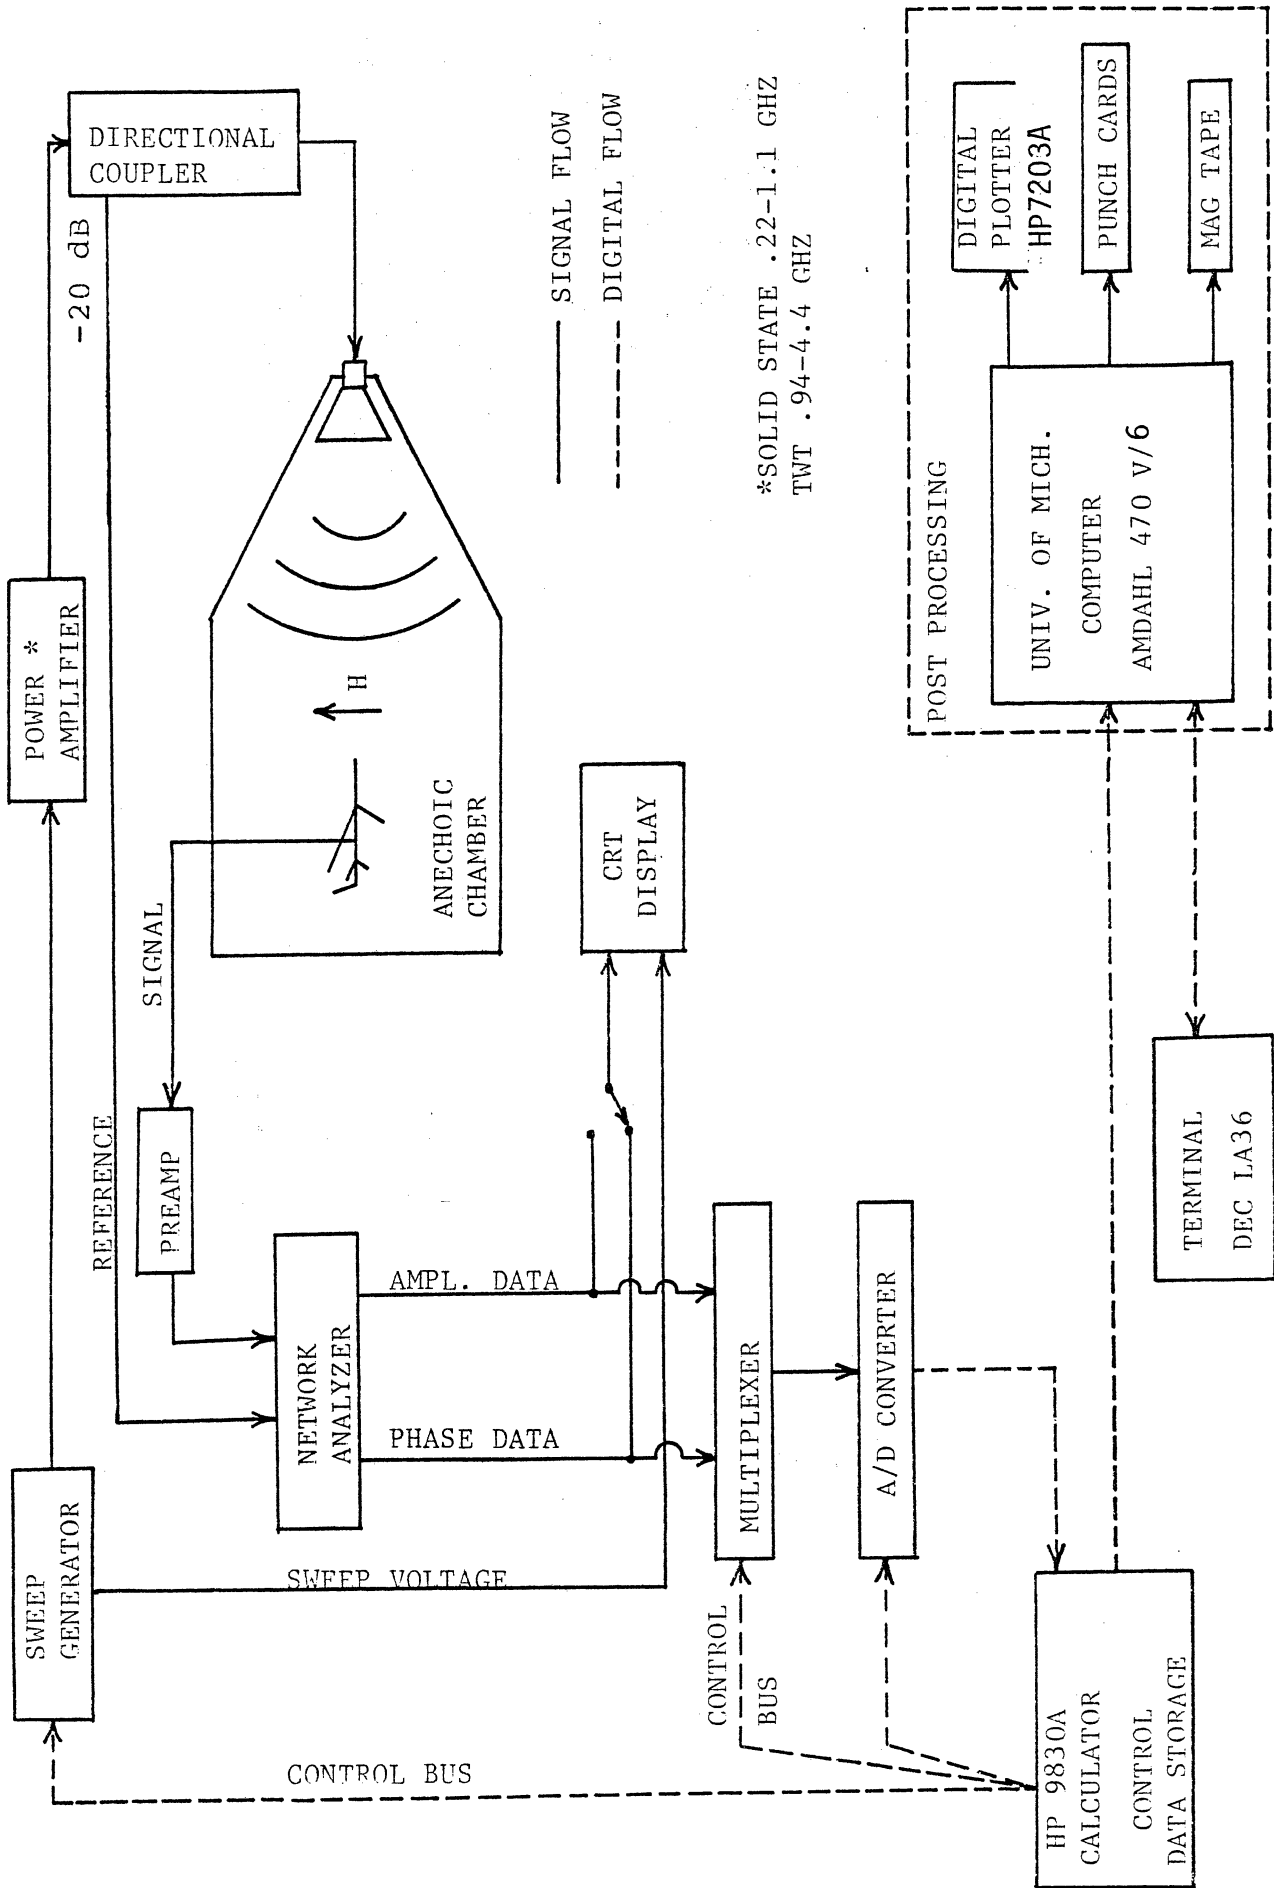 SWEEP
GENERATOR
POWER *
AMPLIFIER
-20 dB
DIRECTIONAL
COUPLER
REFERENCE
SIGNAL
PREAMP
NETWORK
ANALYZER
AMPL. DATA
PHASE DATA
SWEEP VOLTAGE
H
ANECHOIC
CHAMBER
CRT
DISPLAY
SIGNAL FLOW
DIGITAL FLOW
*SOLID STATE .22-1.1 GHZ
TWT .94-4.4 GHZ
CONTROL BUS
CONTROL
BUS
MULTIPLEXER
A/D CONVERTER
HP 9830A
CALCULATOR
CONTROL
DATA STORAGE
TERMINAL
DEC LA36
POST PROCESSING
UNIV. OF MICH.
COMPUTER
AMDAHL 470 V/6
DIGITAL
PLOTTER
HP7203A
PUNCH CARDS
MAG TAPE